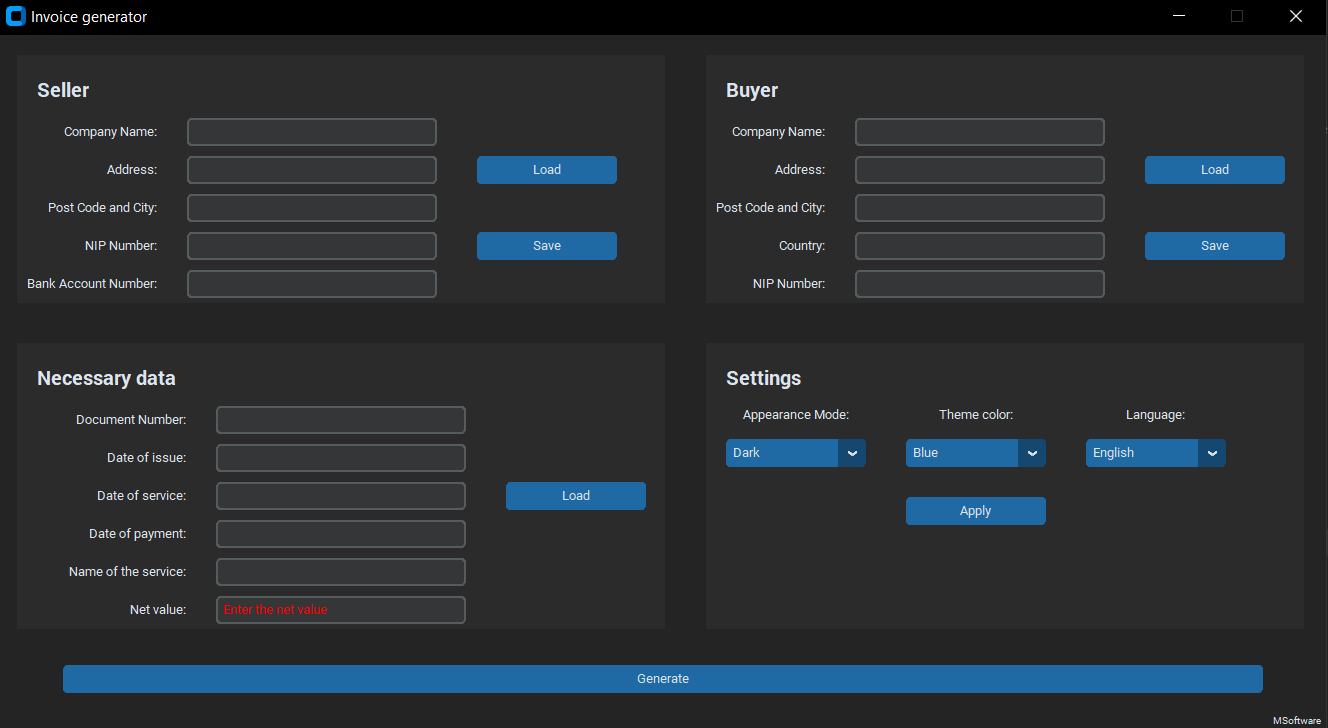 Invoice generator
Seller
Company Name:
Address:
Load
Post Code and City:
NIP Number:
Save
Bank Account Number:
Buyer
Company Name:
Address:
Load
Post Code and City:
Country:
Save
NIP Number:
Necessary data
Document Number:
Date of issue:
Date of service:
Load
Date of payment:
Name of the service:
Net value:
Enter the net value
Settings
Appearance Mode:
Theme color:
Language:
Dark
Blue
English
Apply
Generate
MSoftware